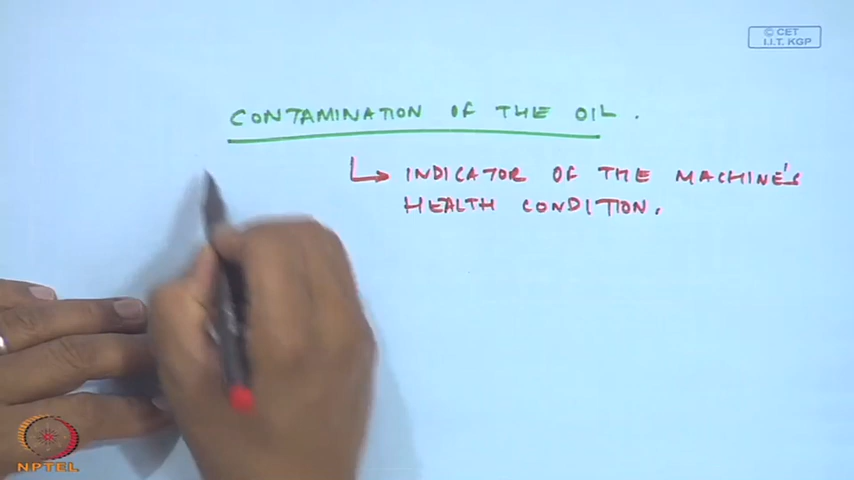 © CET
I.I.T. KGP
CONTAMINATION OF THE OIL.
INDICATOR OF THE MACHINE'S
HEALTH CONDITION.
NPTEL